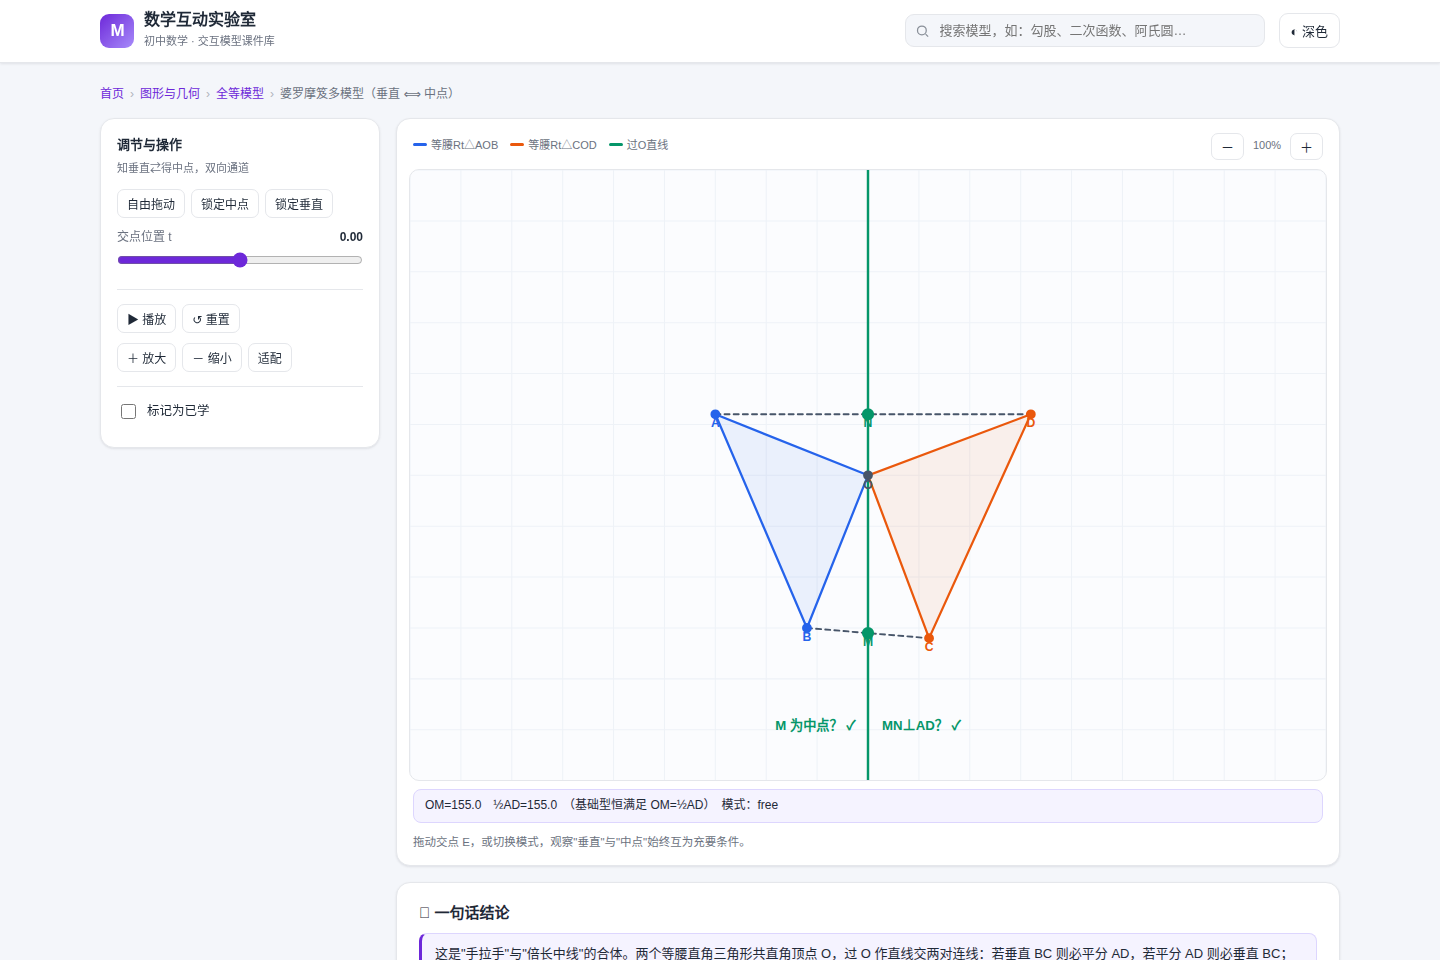 M
数学互动实验室
初中数学 · 交互模型课件库
搜索模型，如：勾股、二次函数、阿氏圆…
深色
首页 › 图形与几何 › 全等模型 › 婆罗摩笈多模型（垂直 ⟺ 中点）
调节与操作
知垂直⇄得中点，双向通道
自由拖动 锁定中点 锁定垂直
交点位置 t 0.00
▶ 播放 ↺ 重置
＋ 放大 － 缩小 适配
标记为已学
等腰Rt△AOB 等腰Rt△COD 过O直线
－ 100% ＋
A N D
O
B M C
M 为中点？ ✓ MN⊥AD？ ✓
OM=155.0 ½AD=155.0 （基础型恒满足 OM=½AD） 模式：free
拖动交点 E，或切换模式，观察"垂直"与"中点"始终互为充要条件。
一句话结论
这是"手拉手"与"倍长中线"的合体。两个等腰直角三角形共直角顶点 O，过 O 作直线交两对连线：若垂直 BC 则必平分 AD，若平分 AD 则必垂直 BC；